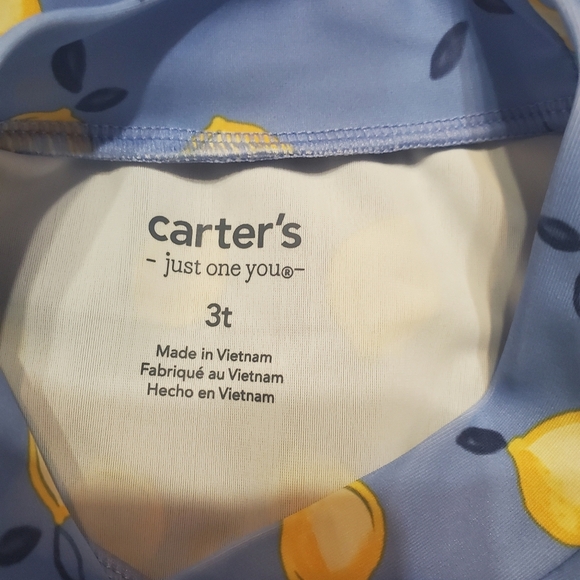 carter's
- just one you®-
3t
Made in Vietnam
Fabriqué au Vietnam
Hecho en Vietnam